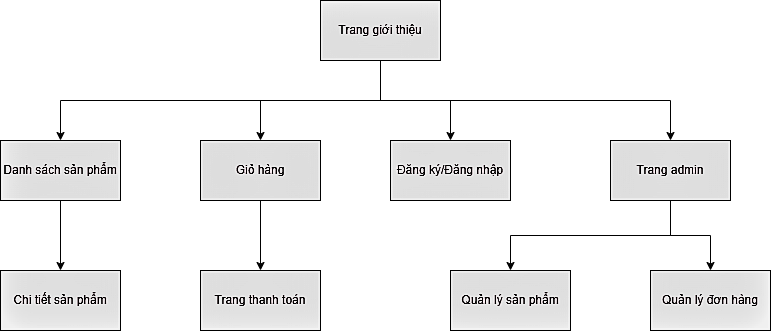 Trang giới thiệu
Danh sách sản phẩm
Giỏ hàng
Đăng ký/Đăng nhập
Trang admin
Chi tiết sản phẩm
Trang thanh toán
Quản lý sản phẩm
Quản lý đơn hàng